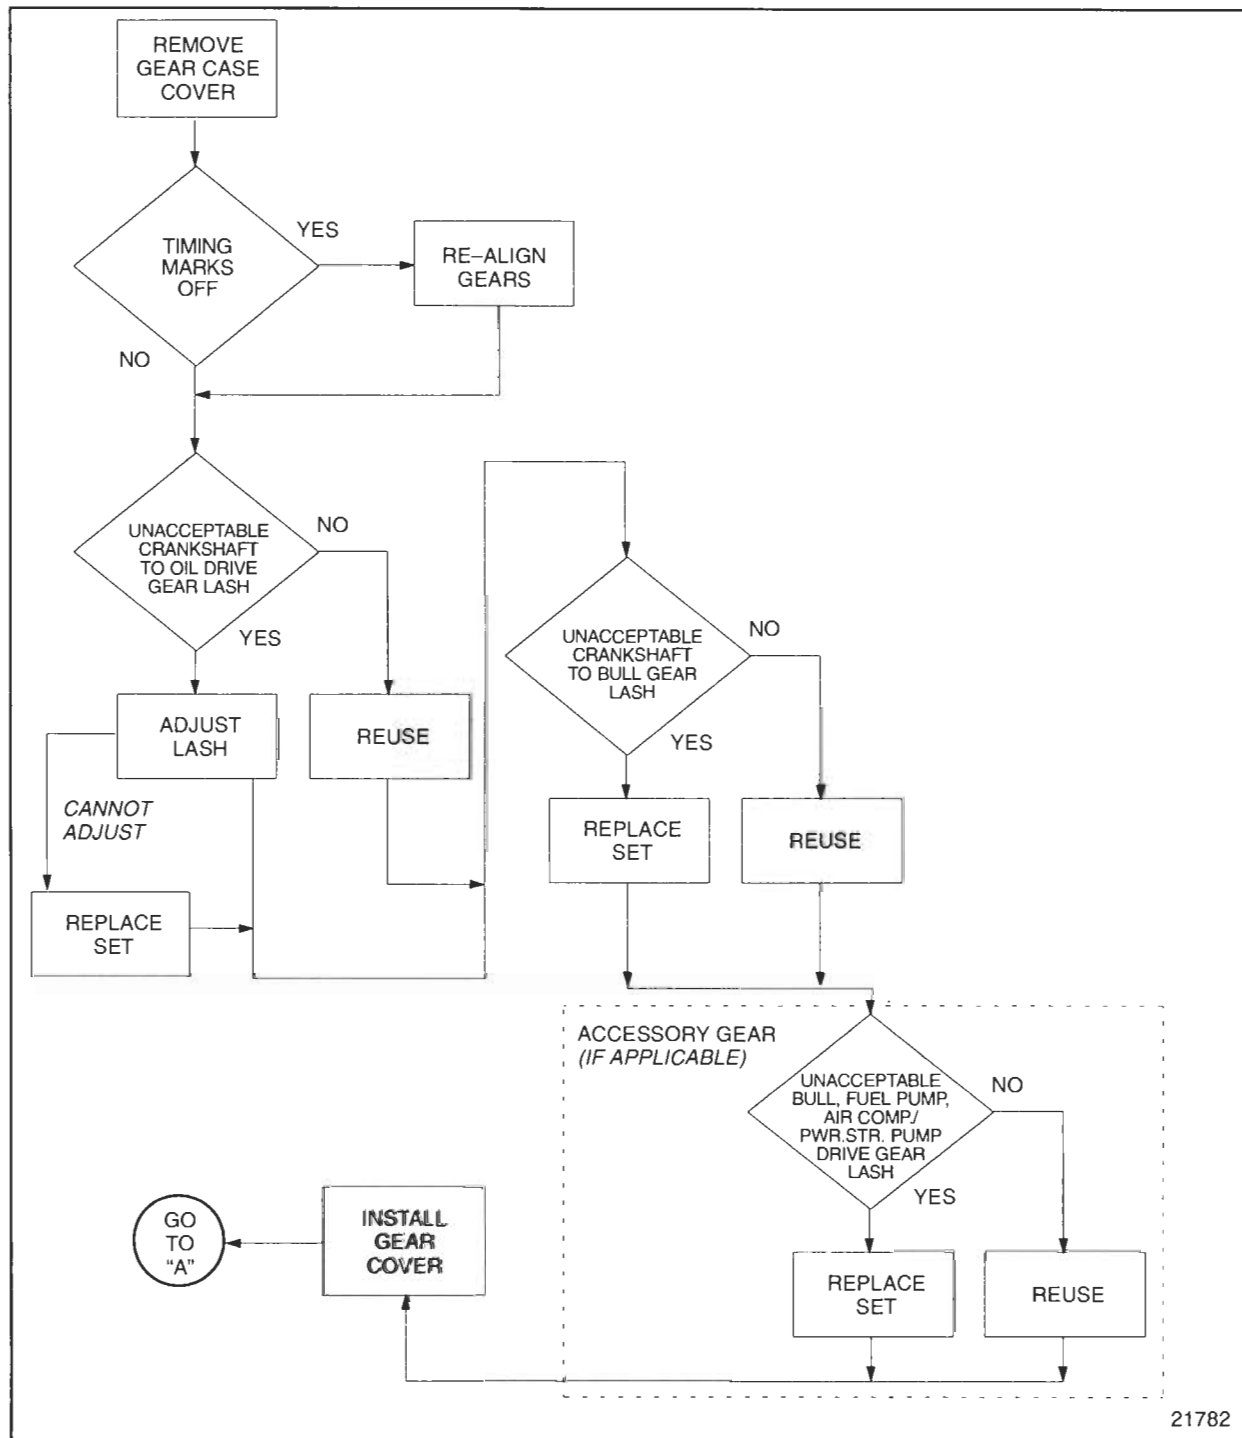 REMOVE
GEAR CASE
COVER
TIMING
MARKS
OFF
YES
RE–ALIGN
GEARS
NO
UNACCEPTABLE
CRANKSHAFT
TO OIL DRIVE
GEAR LASH
NO
YES
ADJUST
LASH
REUSE
CANNOT
ADJUST
REPLACE
SET
UNACCEPTABLE
CRANKSHAFT
TO BULL GEAR
LASH
NO
YES
REPLACE
SET
REUSE
ACCESSORY GEAR
(IF APPLICABLE)
UNACCEPTABLE
BULL, FUEL PUMP,
AIR COMP./
PWR.STR. PUMP
DRIVE GEAR
LASH
NO
YES
REPLACE
SET
REUSE
INSTALL
GEAR
COVER
GO
TO
“A”
21782